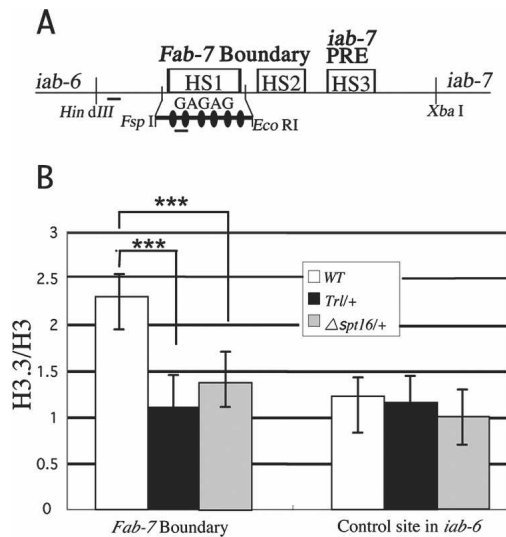 A
Fab-7 Boundary
iab-7
PRE
iab-6
HS1
HS2
HS3
iab-7
Hin dIII
GAGAG
Xba I
Fsp I
Eco RI
B
***
***
3
2.5
2
1.5
1
0.5
0
H3.3/H3
WT
Trl/+
△spt16/+
Fab-7 Boundary
Control site in iab-6